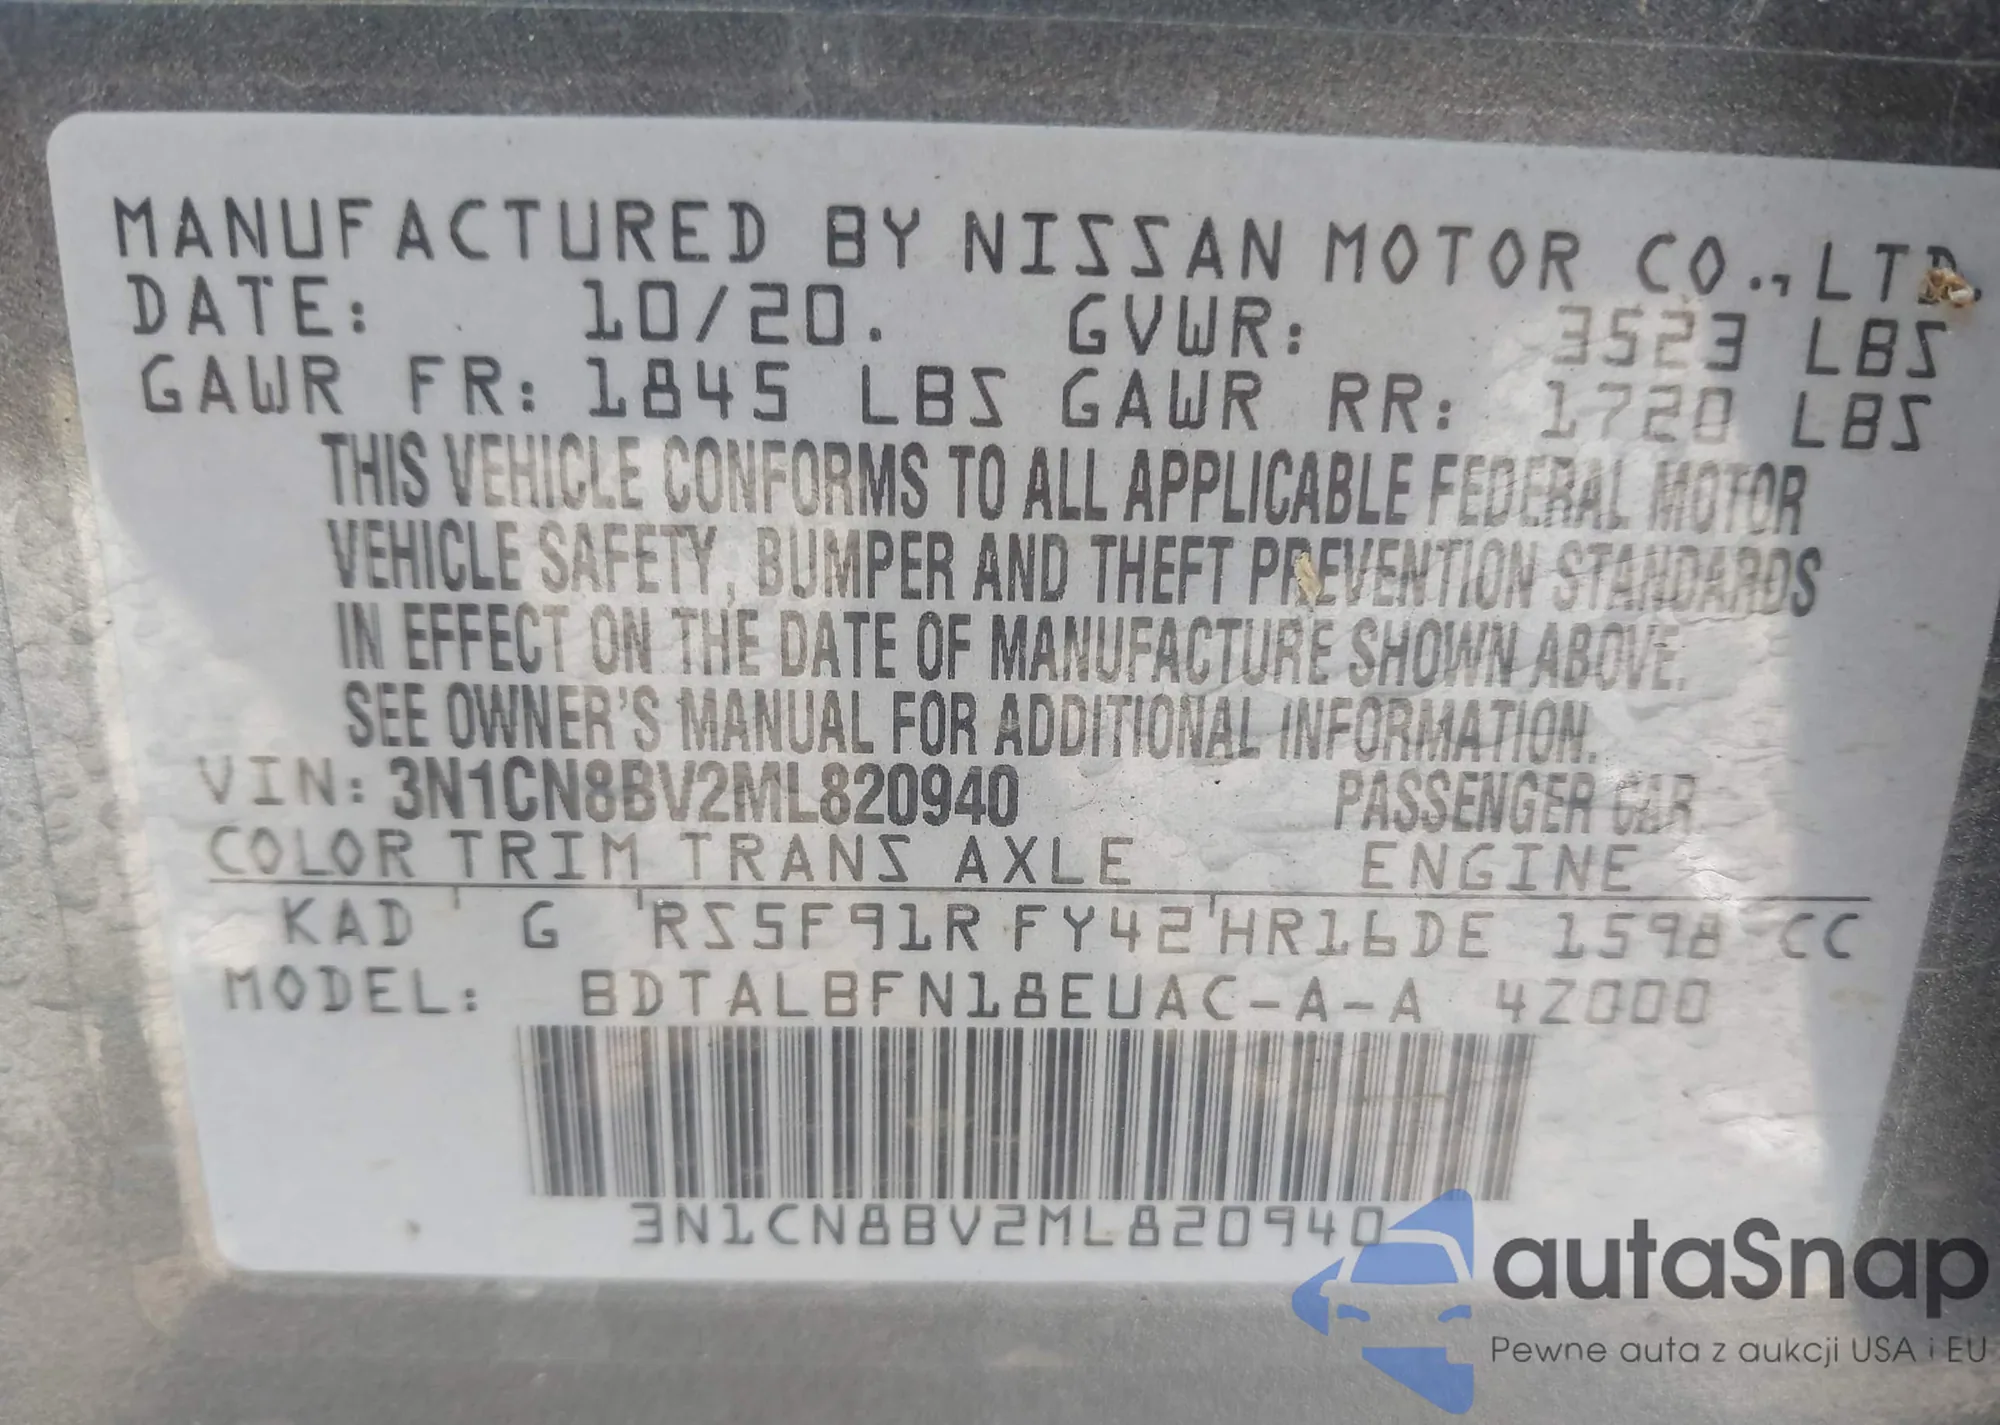 MANUFACTURED BY NISSAN MOTOR CO., LTD.
DATE: 10/20. GVWR: 3523 LBS
GAWR FR: 1845 LBS GAWR RR: 1720 LBS
THIS VEHICLE CONFORMS TO ALL APPLICABLE FEDERAL MOTOR
VEHICLE SAFETY, BUMPER AND THEFT PREVENTION STANDARDS
IN EFFECT ON THE DATE OF MANUFACTURE SHOWN ABOVE.
SEE OWNER'S MANUAL FOR ADDITIONAL INFORMATION.
VIN: 3N1CN8BV2ML820940 PASSENGER CAR
COLOR TRIM TRANS AXLE ENGINE
KAD G RS5F91R FY42 HR16DE 1598 CC
MODEL: BDTALBFN18EUAC-A-A 4Z000
3N1CN8BV2ML820940
autaSnap
Pewne auta z aukcji USA i EU